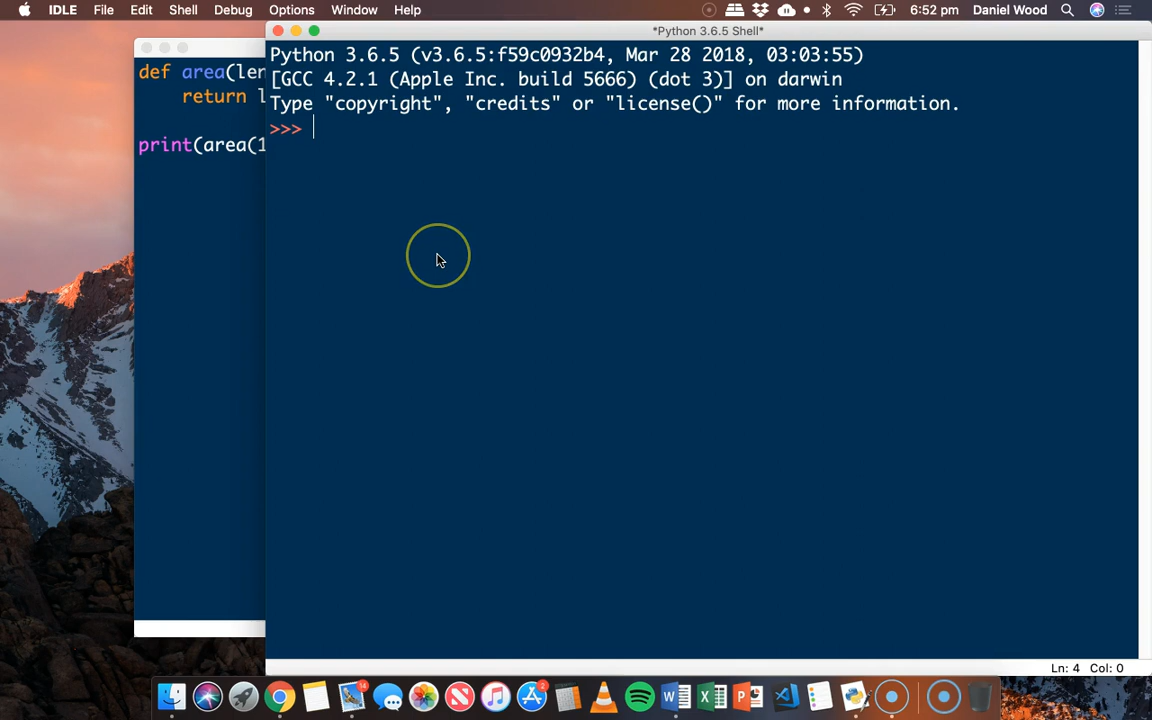 IDLE File Edit Shell Debug Options Window Help 6:52 pm Daniel Wood
*Python 3.6.5 Shell*
def area(len
return l
print(area(1
Python 3.6.5 (v3.6.5:f59c0932b4, Mar 28 2018, 03:03:55)
[GCC 4.2.1 (Apple Inc. build 5666) (dot 3)] on darwin
Type "copyright", "credits" or "license()" for more information.
>>>
Ln: 4 Col: 0